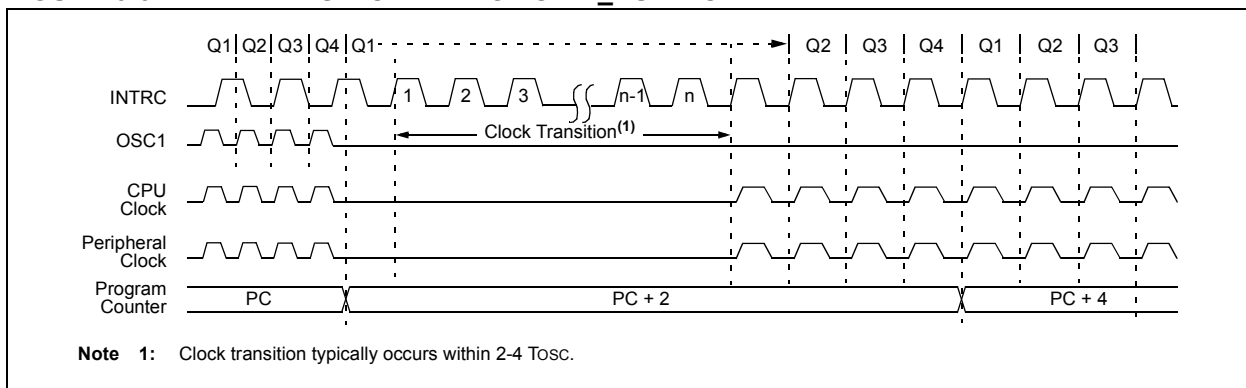 Q1 Q2 Q3 Q4 Q1 Q2 Q3 Q4 Q1 Q2 Q3
INTRC 1 2 3 n-1 n
Clock Transition(1)
OSC1
CPU
Clock
Peripheral
Clock
Program
Counter
PC PC + 2 PC + 4
Note 1: Clock transition typically occurs within 2-4 TOSC.